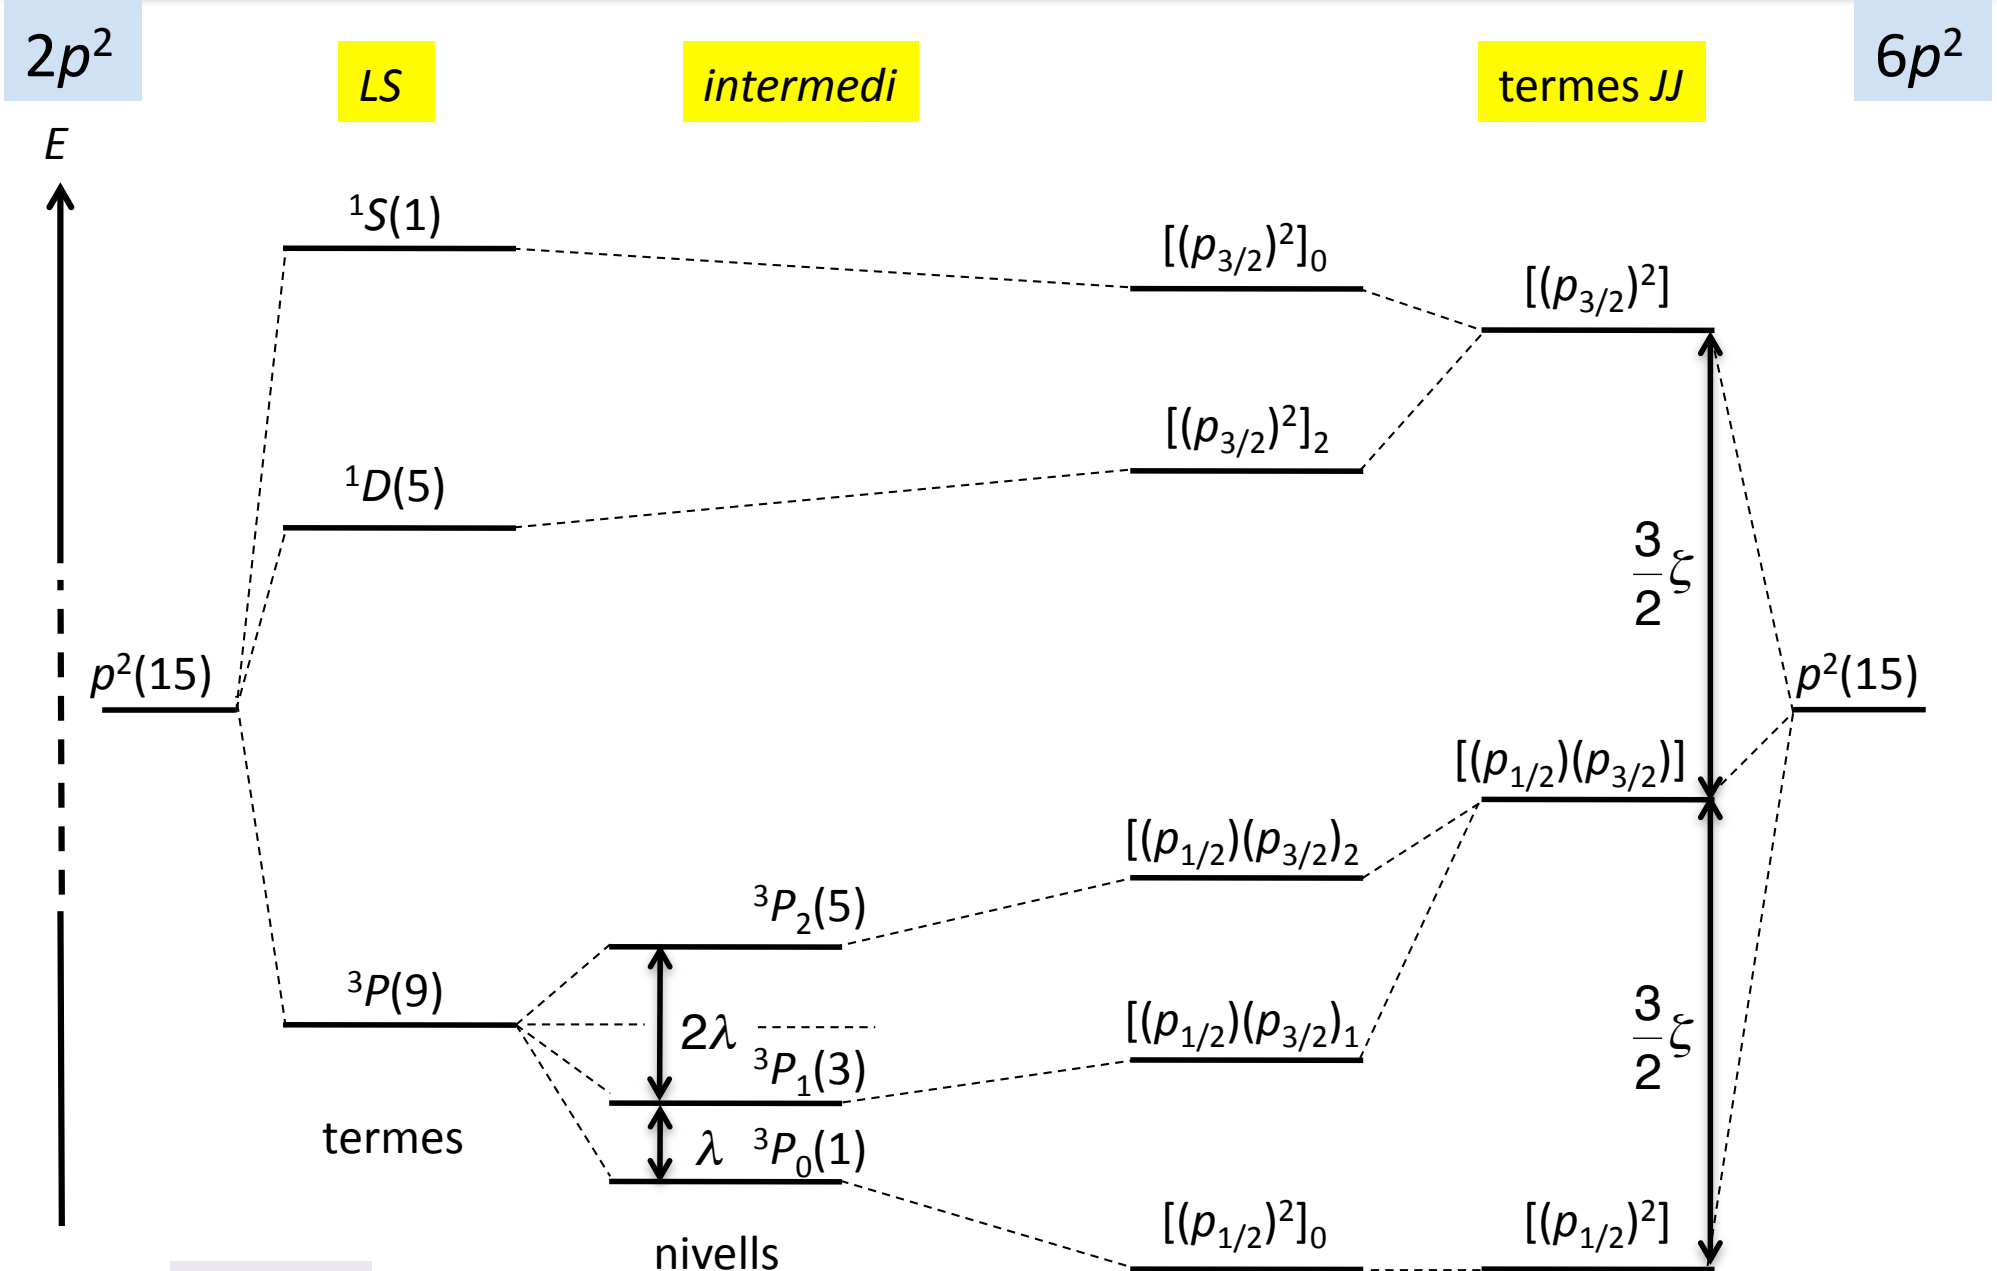 2p² 6p²
LS intermedi termes JJ
E
¹S(1)
[(p₃/₂)²]₀
[(p₃/₂)²]
[(p₃/₂)²]₂
¹D(5)
3/2 ζ
p²(15) p²(15)
[(p₁/₂)(p₃/₂)]
[(p₁/₂)(p₃/₂)₂
³P₂(5)
³P(9)
2λ
[(p₁/₂)(p₃/₂)₁
3/2 ζ
³P₁(3)
termes
λ ³P₀(1)
[(p₁/₂)²]₀ [(p₁/₂)²]
nivells